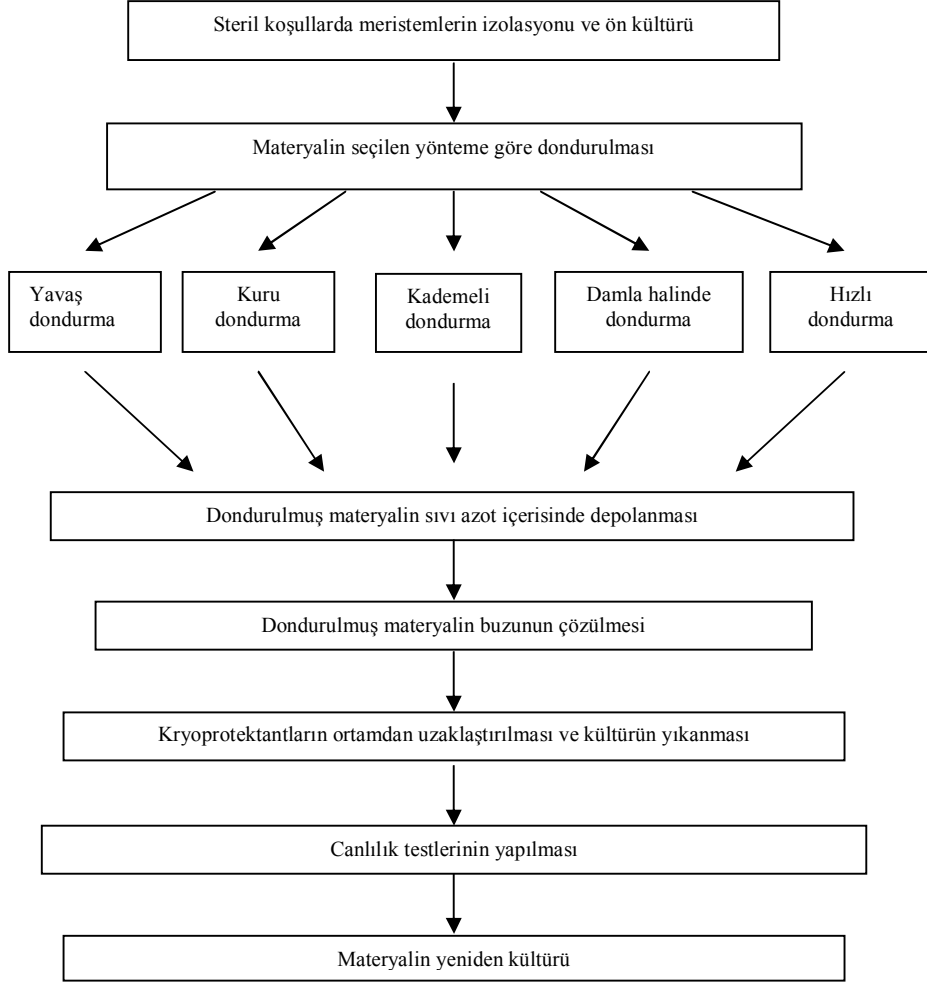 Steril koşullarda meristemlerin izolasyonu ve ön kültürü
Materyalin seçilen yönteme göre dondurulması
Yavaş
dondurma
Kuru
dondurma
Kademeli
dondurma
Damla halinde
dondurma
Hızlı
dondurma
Dondurulmuş materyalin sıvı azot içerisinde depolanması
Dondurulmuş materyalin buzunun çözülmesi
Kryoprotektantların ortamdan uzaklaştırılması ve kültürün yıkanması
Canlılık testlerinin yapılması
Materyalin yeniden kültürü